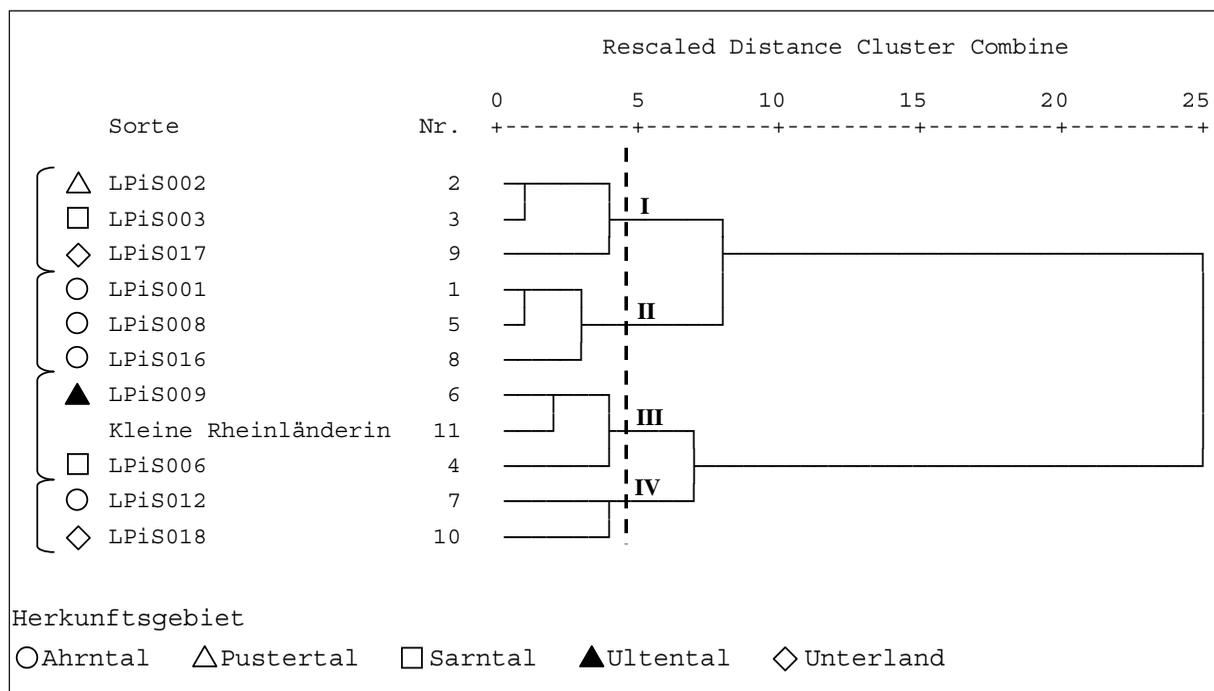 Rescaled Distance Cluster Combine
0 5 10 15 20 25
Sorte Nr. +---------+---------+---------+---------+---------+
LPiS002 2
I
LPiS003 3
LPiS017 9
LPiS001 1
II
LPiS008 5
LPiS016 8
LPiS009 6
III
Kleine Rheinländerin 11
LPiS006 4
IV
LPiS012 7
LPiS018 10
Herkunftsgebiet
Ahrntal Pustertal Sarntal Ultental Unterland